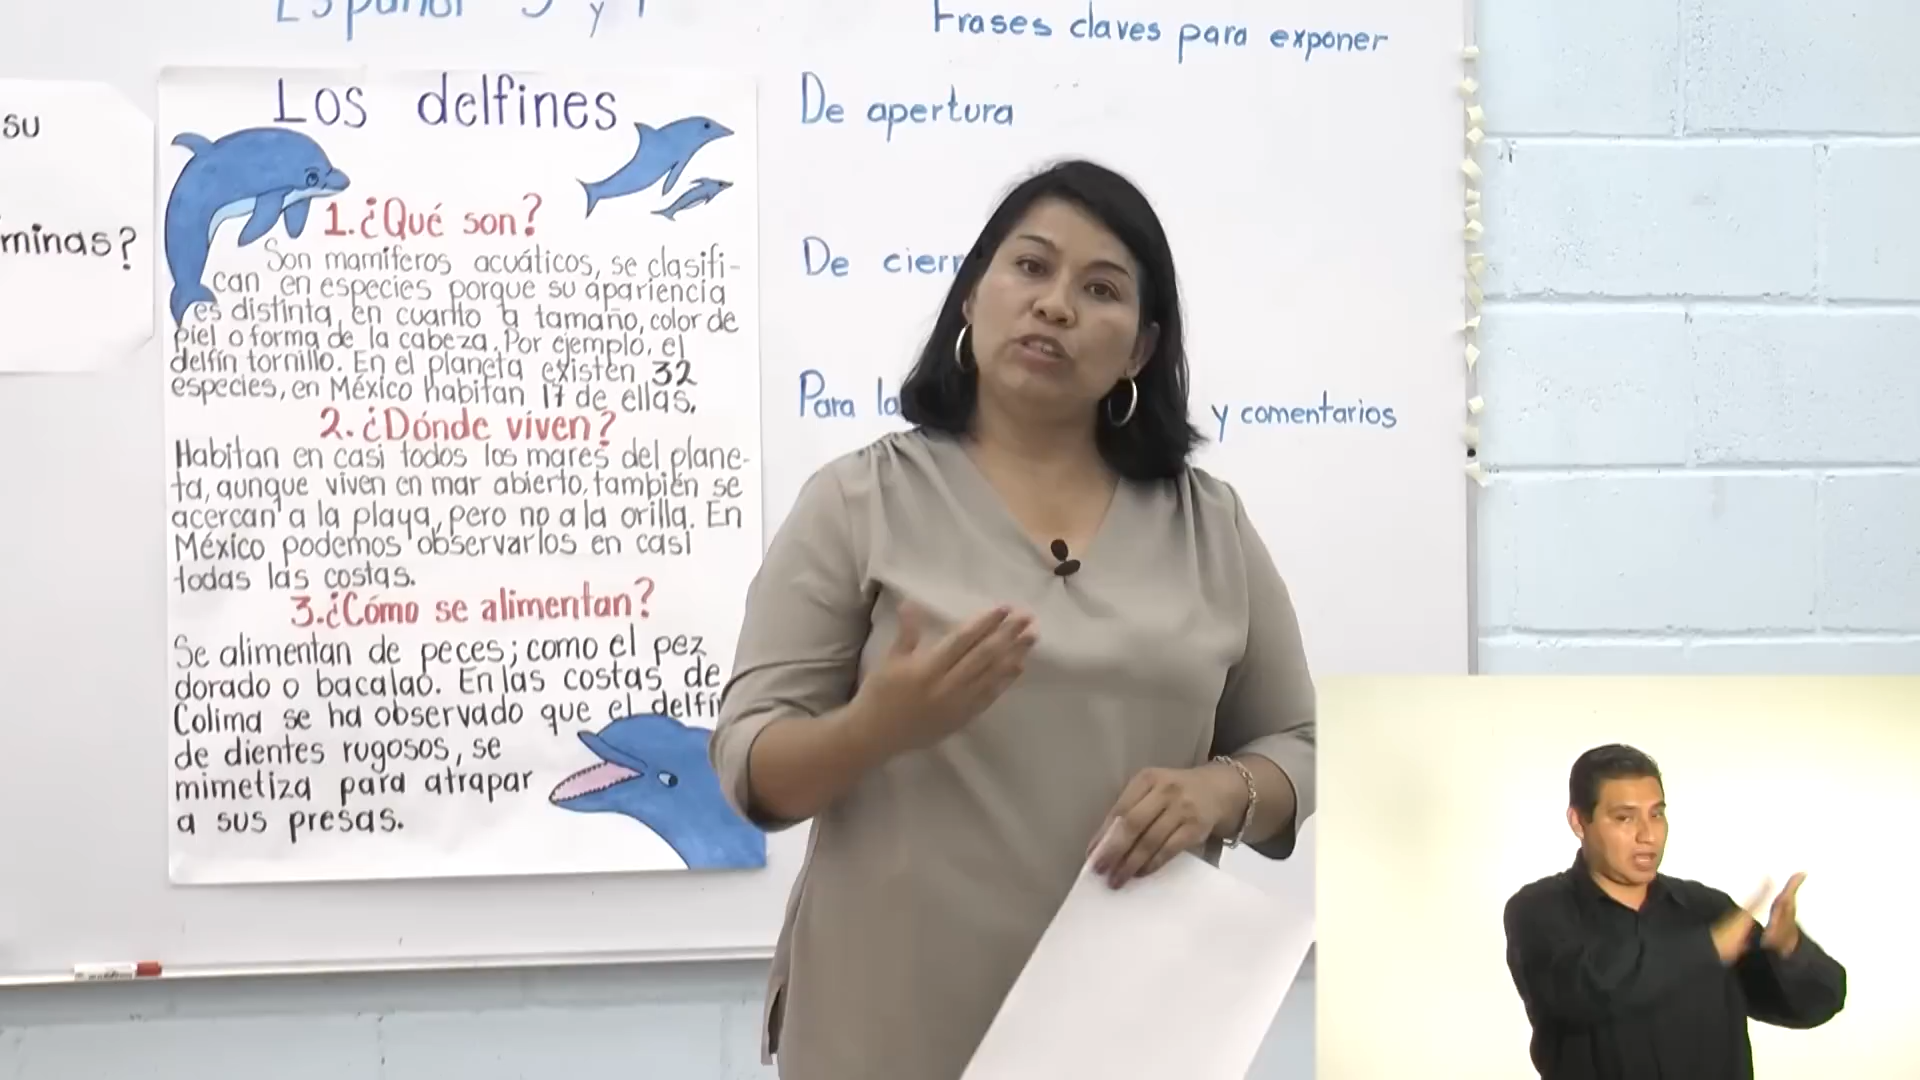 Español 3° y 4°
su
minas?
Los delfines
1. ¿Qué son?
Son mamíferos acuáticos, se clasifi-
can en especies porque su apariencia
es distinta, en cuanto a tamaño, color de
piel o forma de la cabeza. Por ejemplo, el
delfín tornillo. En el planeta existen 32
especies, en México habitan 17 de ellas.
2. ¿Dónde viven?
Habitan en casi todos los mares del plane-
ta, aunque viven en mar abierto, también se
acercan a la playa, pero no a la orilla. En
México podemos observarlos en casi
todas las costas.
3. ¿Cómo se alimentan?
Se alimentan de peces; como el pez
dorado o bacalao. En las costas de
Colima se ha observado que el delfín
de dientes rugosos, se
mimetiza para atrapar
a sus presas.
Frases claves para exponer
De apertura
De cierr
Para la
y comentarios